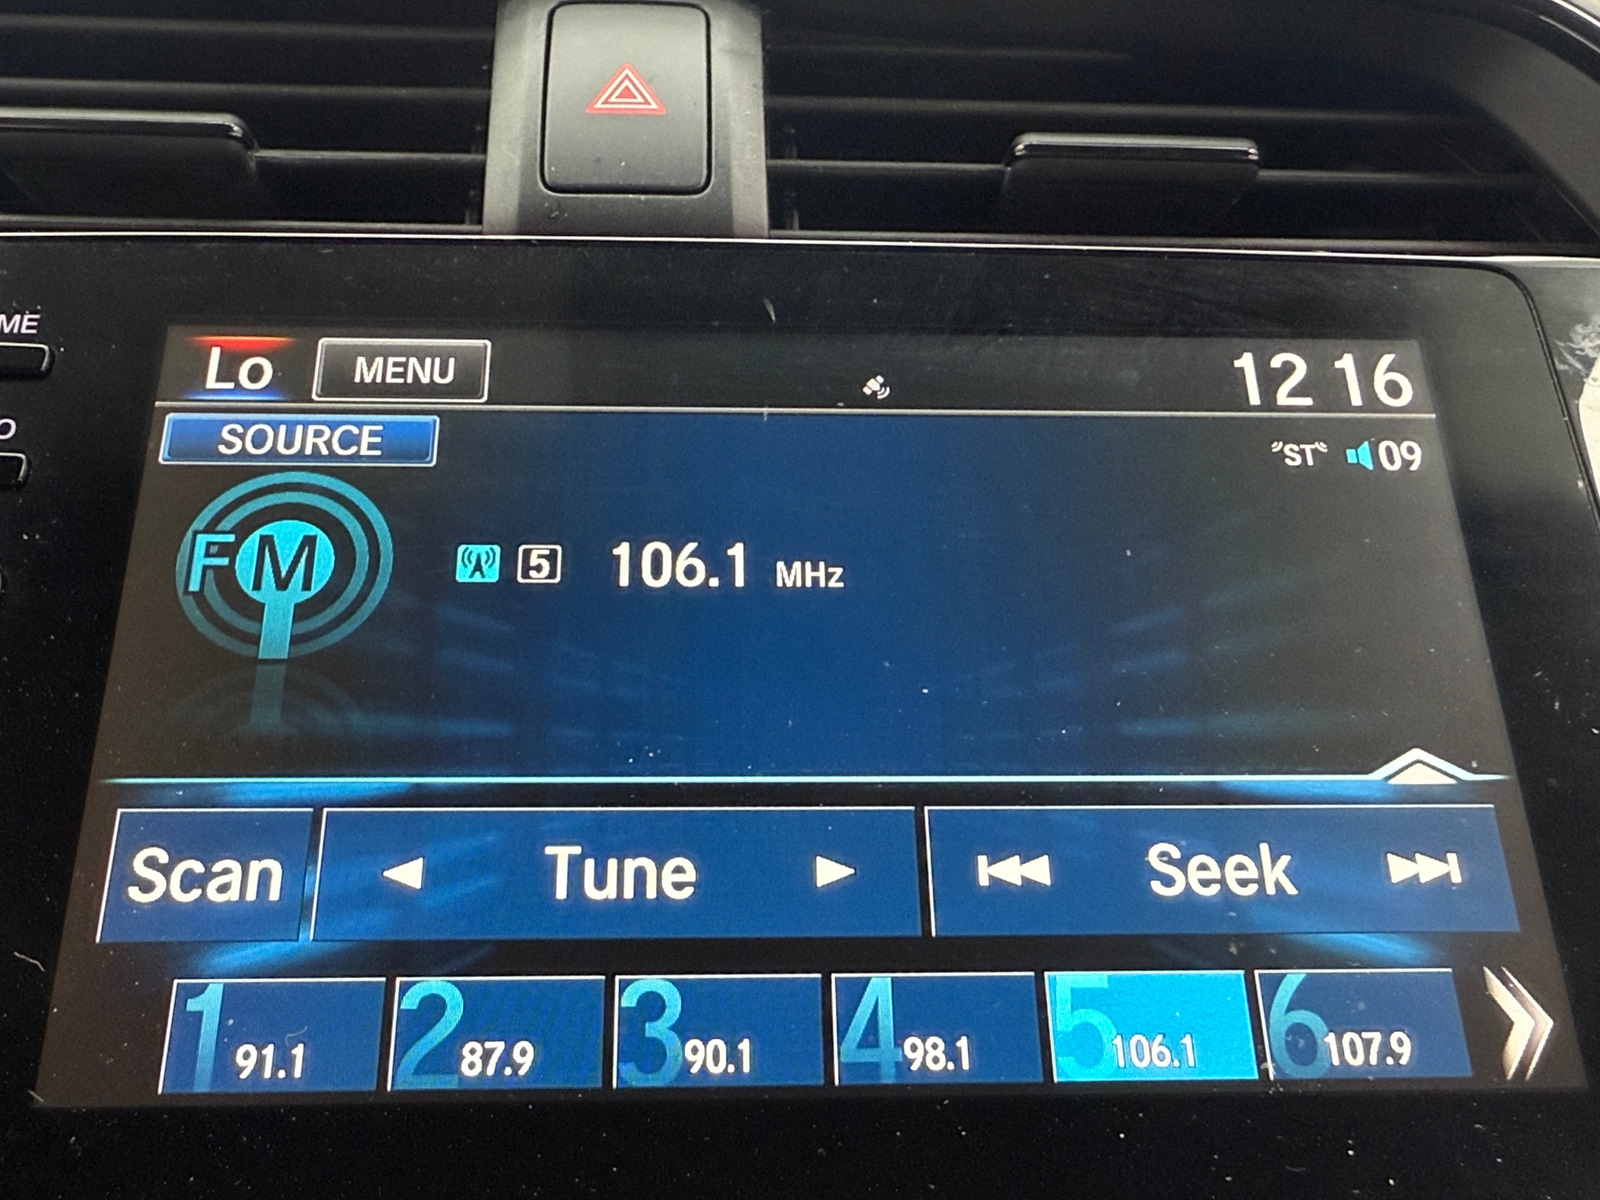 ME
Lo MENU 12 16
O
SOURCE "ST" 09
FM 5 106.1 MHz
Scan Tune Seek
1 91.1 2 87.9 3 90.1 4 98.1 5 106.1 6 107.9